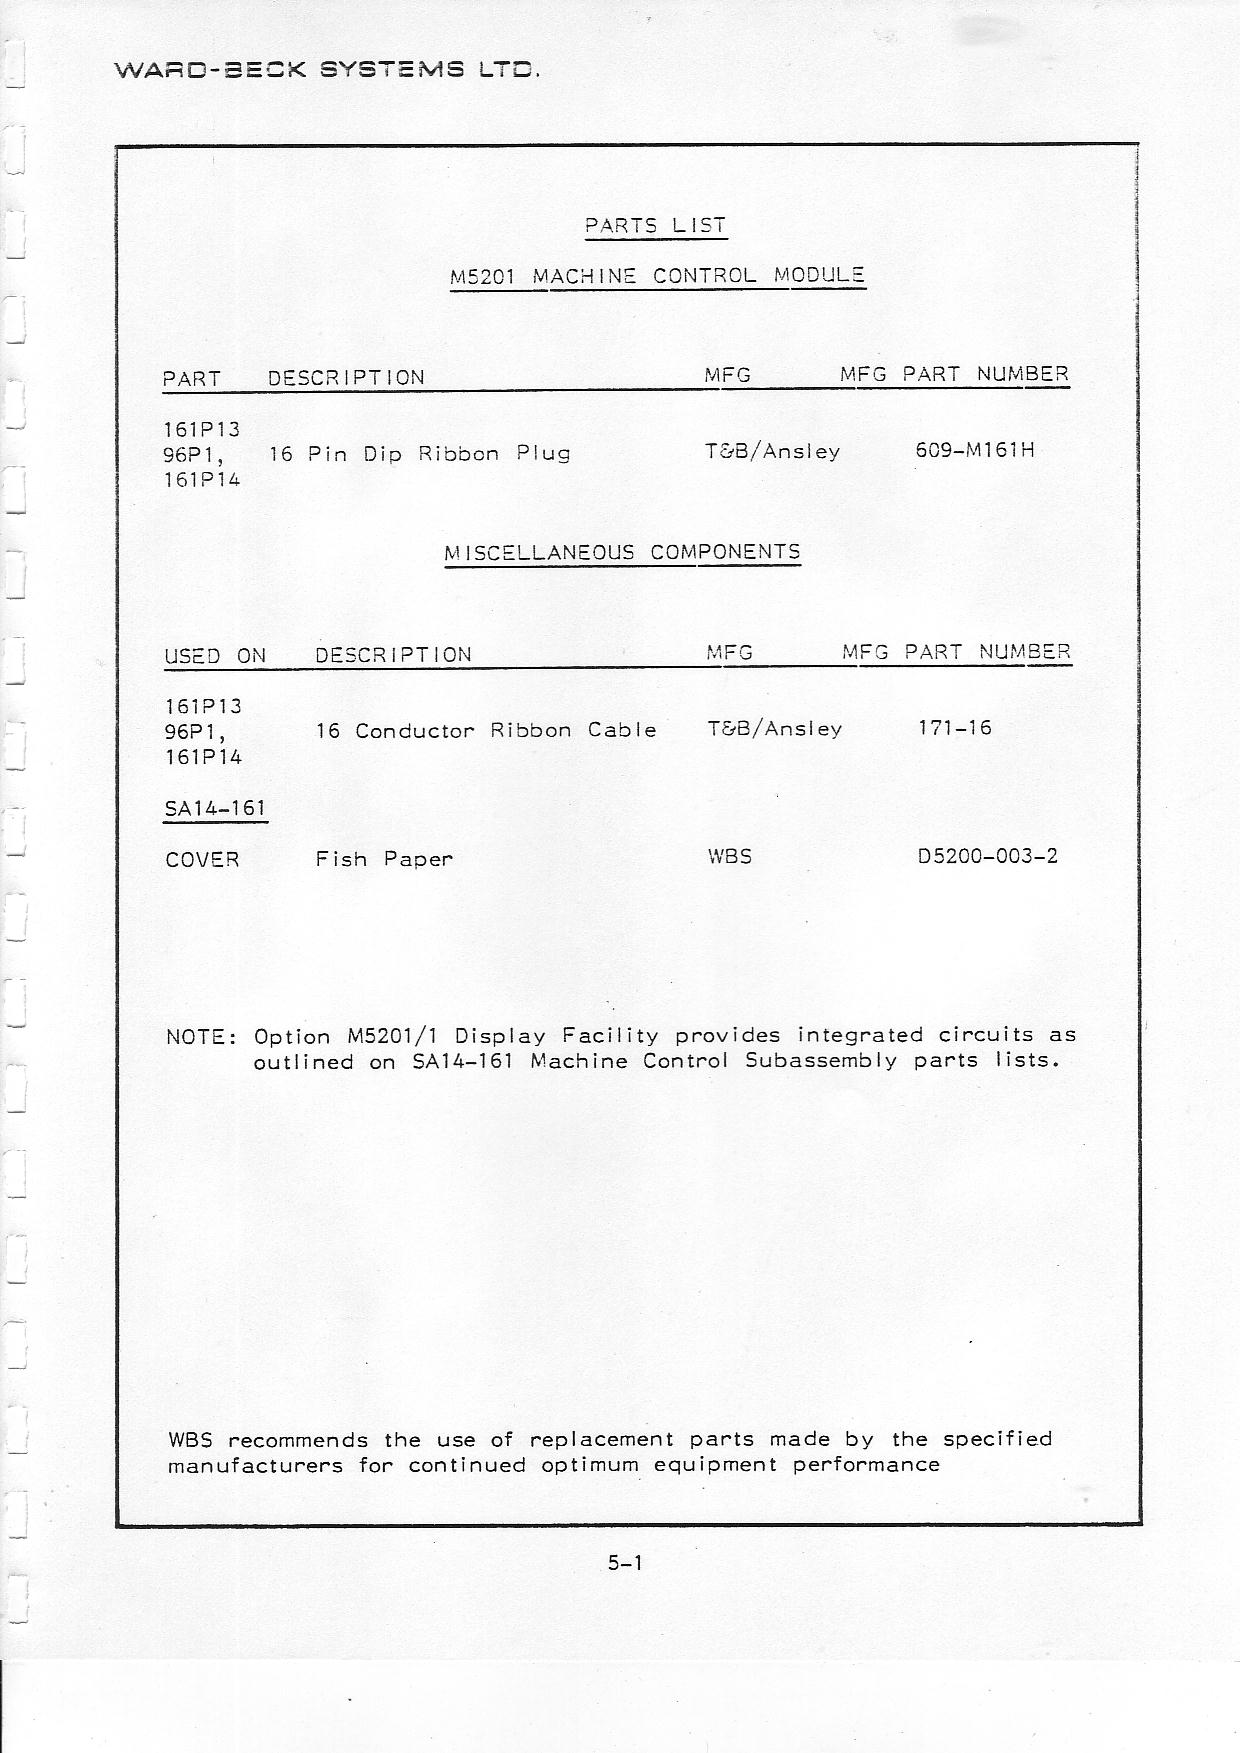 WARD-BECK SYSTEMS LTD.
PARTS LIST
M5201 MACHINE CONTROL MODULE
PART DESCRIPTION MFG MFG PART NUMBER
161P13
96P1, 16 Pin Dip Ribbon Plug T&B/Ansley 609-M161H
161P14
MISCELLANEOUS COMPONENTS
USED ON DESCRIPTION MFG MFG PART NUMBER
161P13
96P1, 16 Conductor Ribbon Cable T&B/Ansley 171-16
161P14
SA14-161
COVER Fish Paper WBS D5200-003-2
NOTE: Option M5201/1 Display Facility provides integrated circuits as
outlined on SA14-161 Machine Control Subassembly parts lists.
WBS recommends the use of replacement parts made by the specified
manufacturers for continued optimum equipment performance
5-1